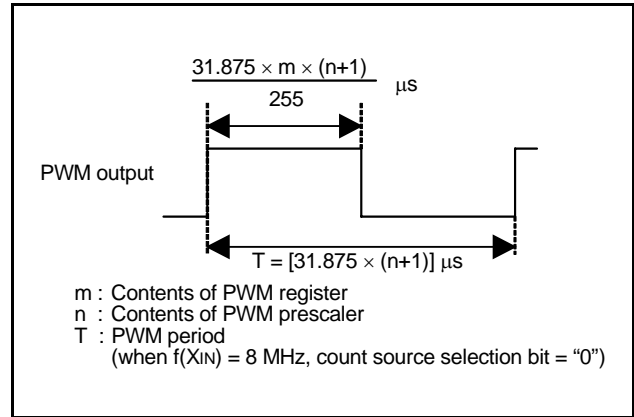 31.875 × m × (n+1)
255
μs
PWM output
T = [31.875 × (n+1)] μs
m : Contents of PWM register
n : Contents of PWM prescaler
T : PWM period
(when f(XIN) = 8 MHz, count source selection bit = “0”)